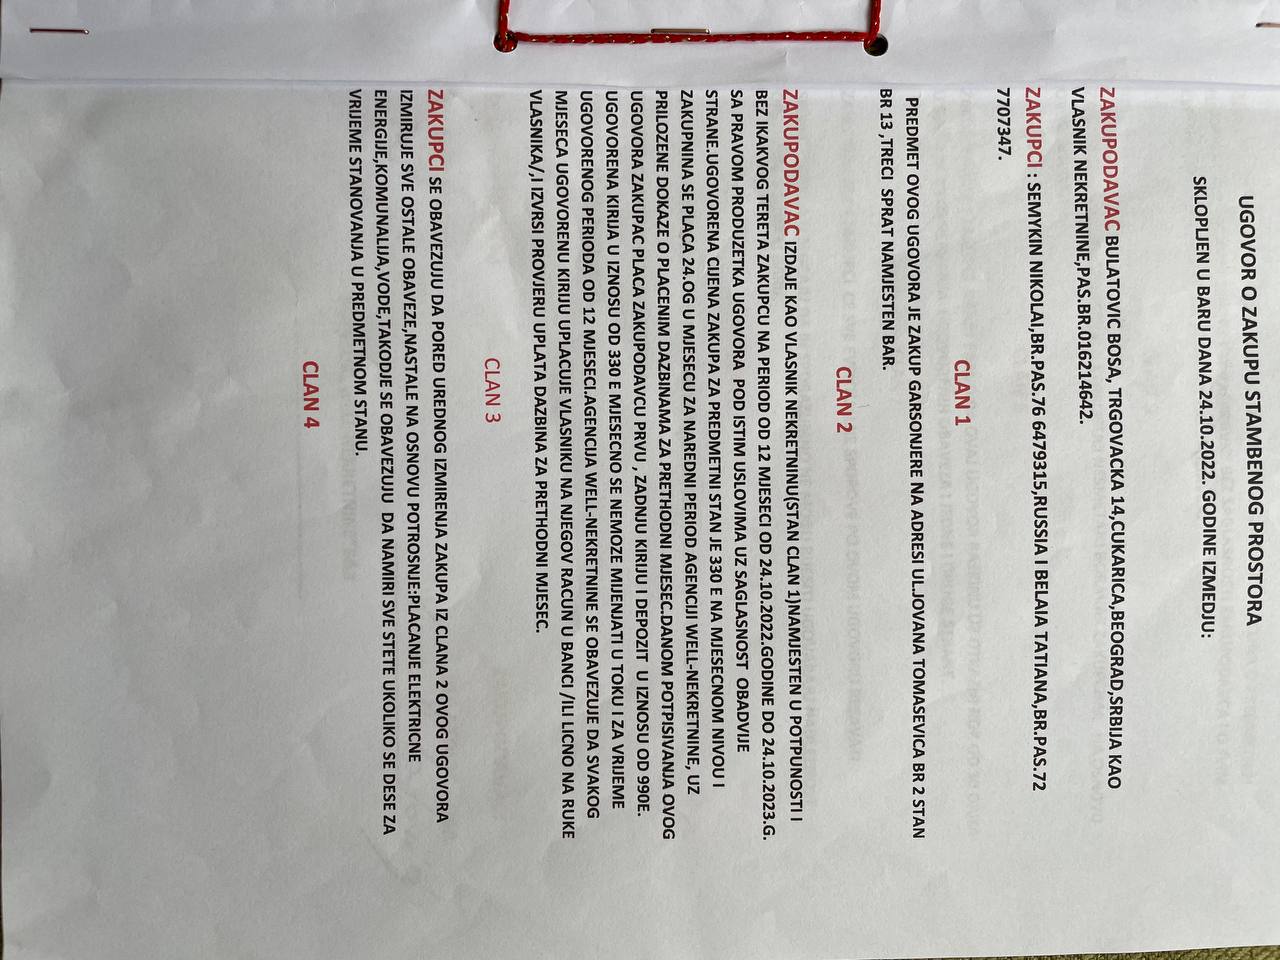 UGOVOR O ZAKUPU STAMBENOG PROSTORA
SKLOPLJEN U BARU DANA 24.10.2022. GODINE IZMEDJU:
ZAKUPODAVAC BULATOVIC BOSA, TRGOVACKA 14,CUKARICA,BEOGRAD,SRBIJA KAO
VLASNIK NEKRETNINE,PAS.BR.016214642.
ZAKUPCI : SEMYKIN NIKOLAI,BR.PAS.76 6479315,RUSSIA I BELAIA TATIANA,BR.PAS.72
7707347.
CLAN 1
PREDMET OVOG UGOVORA JE ZAKUP GARSONJERE NA ADRESI UL.JOVANA TOMASEVICA BR 2 STAN
BR 13 ,TRECI SPRAT NAMJESTEN BAR.
CLAN 2
ZAKUPODAVAC IZDAJE KAO VLASNIK NEKRETNINU(STAN CLAN 1)NAMJESTEN U POTPUNOSTI I
BEZ IKAKVOG TERETA ZAKUPCU NA PERIOD OD 12 MJESECI OD 24.10.2022.GODINE DO 24.10.2023.G.
SA PRAVOM PRODUZETKA UGOVORA POD ISTIM USLOVIMA UZ SAGLASNOST OBADVIJE
STRANE.UGOVORENA CIJENA ZAKUPA ZA PREDMETNI STAN JE 330 E NA MJESECNOM NIVOU I
ZAKUPNINA SE PLACA 24.OG U MJESECU ZA NAREDNI PERIOD AGENCIJI WELL-NEKRETNINE, UZ
PRILOZENE DOKAZE O PLACENIM DAZBINAMA ZA PRETHODNI MJESEC.DANOM POTPISIVANJA OVOG
UGOVORA ZAKUPAC PLACA ZAKUPODAVCU PRVU , ZADNJU KIRIJU I DEPOZIT U IZNOSU OD 990E.
UGOVORENA KIRIJA U IZNOSU OD 330 E MJESECNO SE NEMOZE MIJENJATI U TOKU I ZA VRIJEME
UGOVORENOG PERIODA OD 12 MJESECI.AGENCIJA WELL-NEKRETNINE SE OBAVEZUJE DA SVAKOG
MJESECA UGOVORENU KIRIJU UPLACUJE VLASNIKU NA NJEGOV RACUN U BANCI /ILI LICNO NA RUKE
VLASNIKA/,I IZVRSI PROVJERU UPLATA DAZBINA ZA PRETHODNI MJESEC.
CLAN 3
ZAKUPCI SE OBAVEZUJU DA PORED UREDNOG IZMIRENJA ZAKUPA IZ CLANA 2 OVOG UGOVORA
IZMIRUJE SVE OSTALE OBAVEZE,NASTALE NA OSNOVU POTROSNJE:PLACANJE ELEKTRICNE
ENERGIJE,KOMUNALIJA,VODE,TAKODJE SE OBAVEZUJU DA NAMIRI SVE STETE UKOLIKO SE DESE ZA
VRIJEME STANOVANJA U PREDMETNOM STANU.
CLAN 4